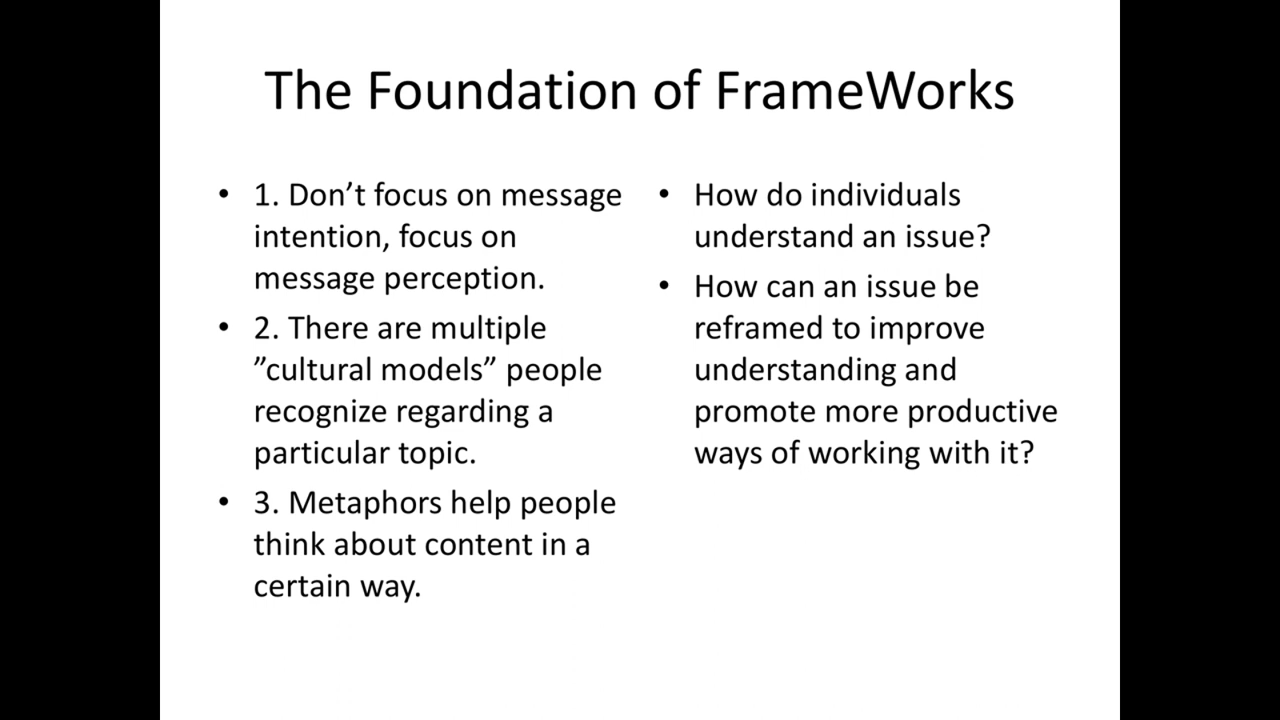 The Foundation of FrameWorks
• 1. Don’t focus on message
intention, focus on
message perception.
• 2. There are multiple
”cultural models” people
recognize regarding a
particular topic.
• 3. Metaphors help people
think about content in a
certain way.
• How do individuals
understand an issue?
• How can an issue be
reframed to improve
understanding and
promote more productive
ways of working with it?